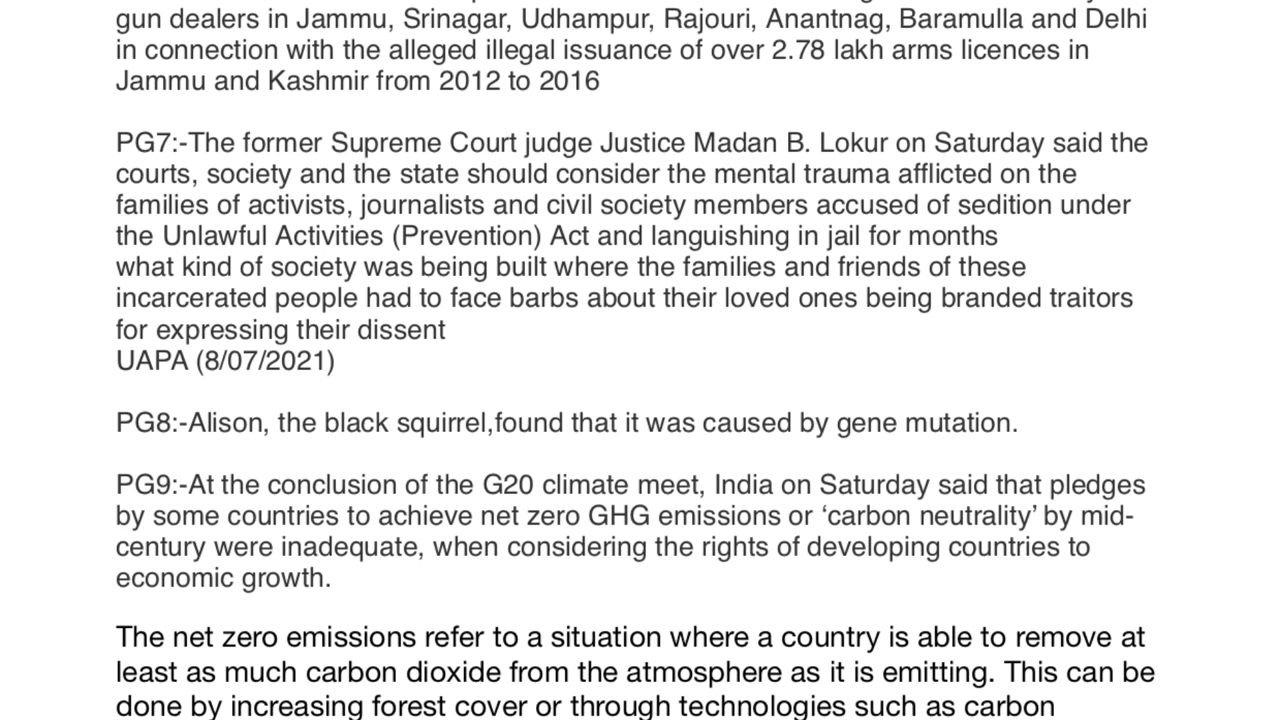 gun dealers in Jammu, Srinagar, Udhampur, Rajouri, Anantnag, Baramulla and Delhi
in connection with the alleged illegal issuance of over 2.78 lakh arms licences in
Jammu and Kashmir from 2012 to 2016
PG7:-The former Supreme Court judge Justice Madan B. Lokur on Saturday said the
courts, society and the state should consider the mental trauma afflicted on the
families of activists, journalists and civil society members accused of sedition under
the Unlawful Activities (Prevention) Act and languishing in jail for months
what kind of society was being built where the families and friends of these
incarcerated people had to face barbs about their loved ones being branded traitors
for expressing their dissent
UAPA (8/07/2021)
PG8:-Alison, the black squirrel,found that it was caused by gene mutation.
PG9:-At the conclusion of the G20 climate meet, India on Saturday said that pledges
by some countries to achieve net zero GHG emissions or ‘carbon neutrality’ by mid-
century were inadequate, when considering the rights of developing countries to
economic growth.
The net zero emissions refer to a situation where a country is able to remove at
least as much carbon dioxide from the atmosphere as it is emitting. This can be
done by increasing forest cover or through technologies such as carbon